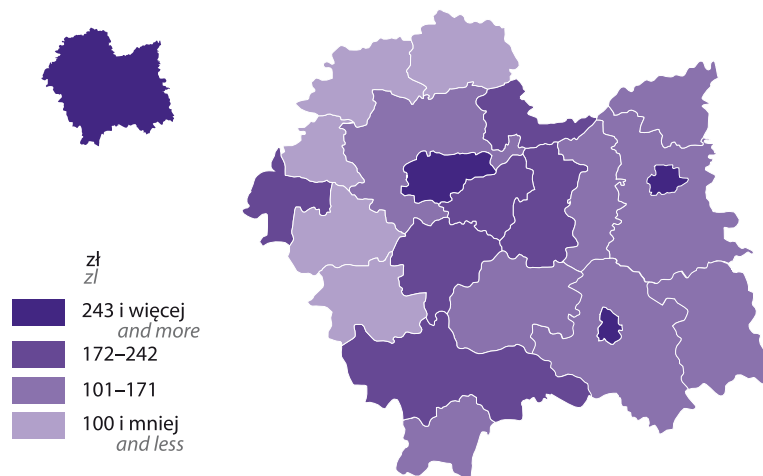 zł
zl
243 i więcej
and more
172–242
101–171
100 i mniej
and less